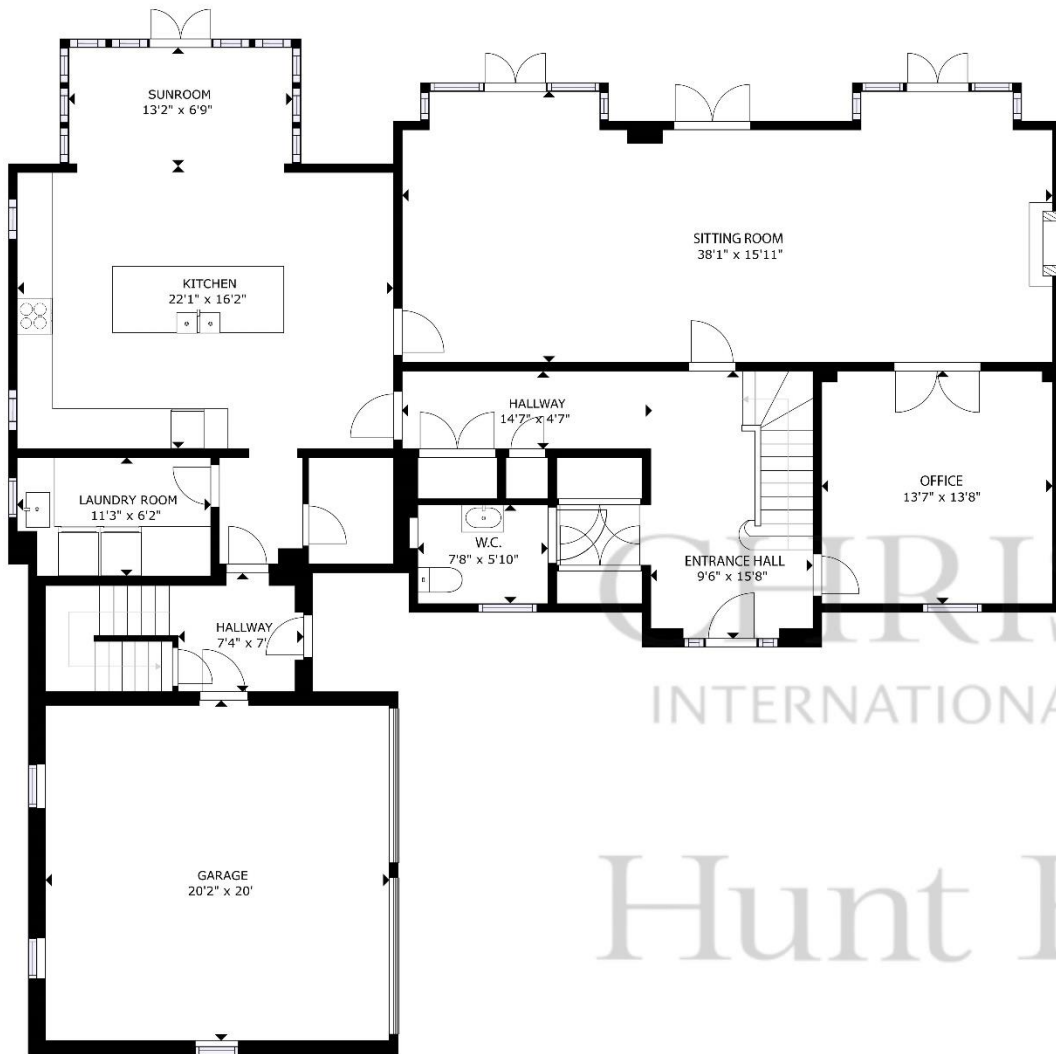 SUNROOM
13'2" x 6'9"
SITTING ROOM
38'1" x 15'11"
KITCHEN
22'1" x 16'2"
HALLWAY
14'7" x 4'7"
OFFICE
13'7" x 13'8"
LAUNDRY ROOM
11'3" x 6'2"
W.C.
7'8" x 5'10"
ENTRANCE HALL
9'6" x 15'8"
HALLWAY
7'4" x 7'
CHRI
INTERNATIONA
GARAGE
20'2" x 20'
Hunt